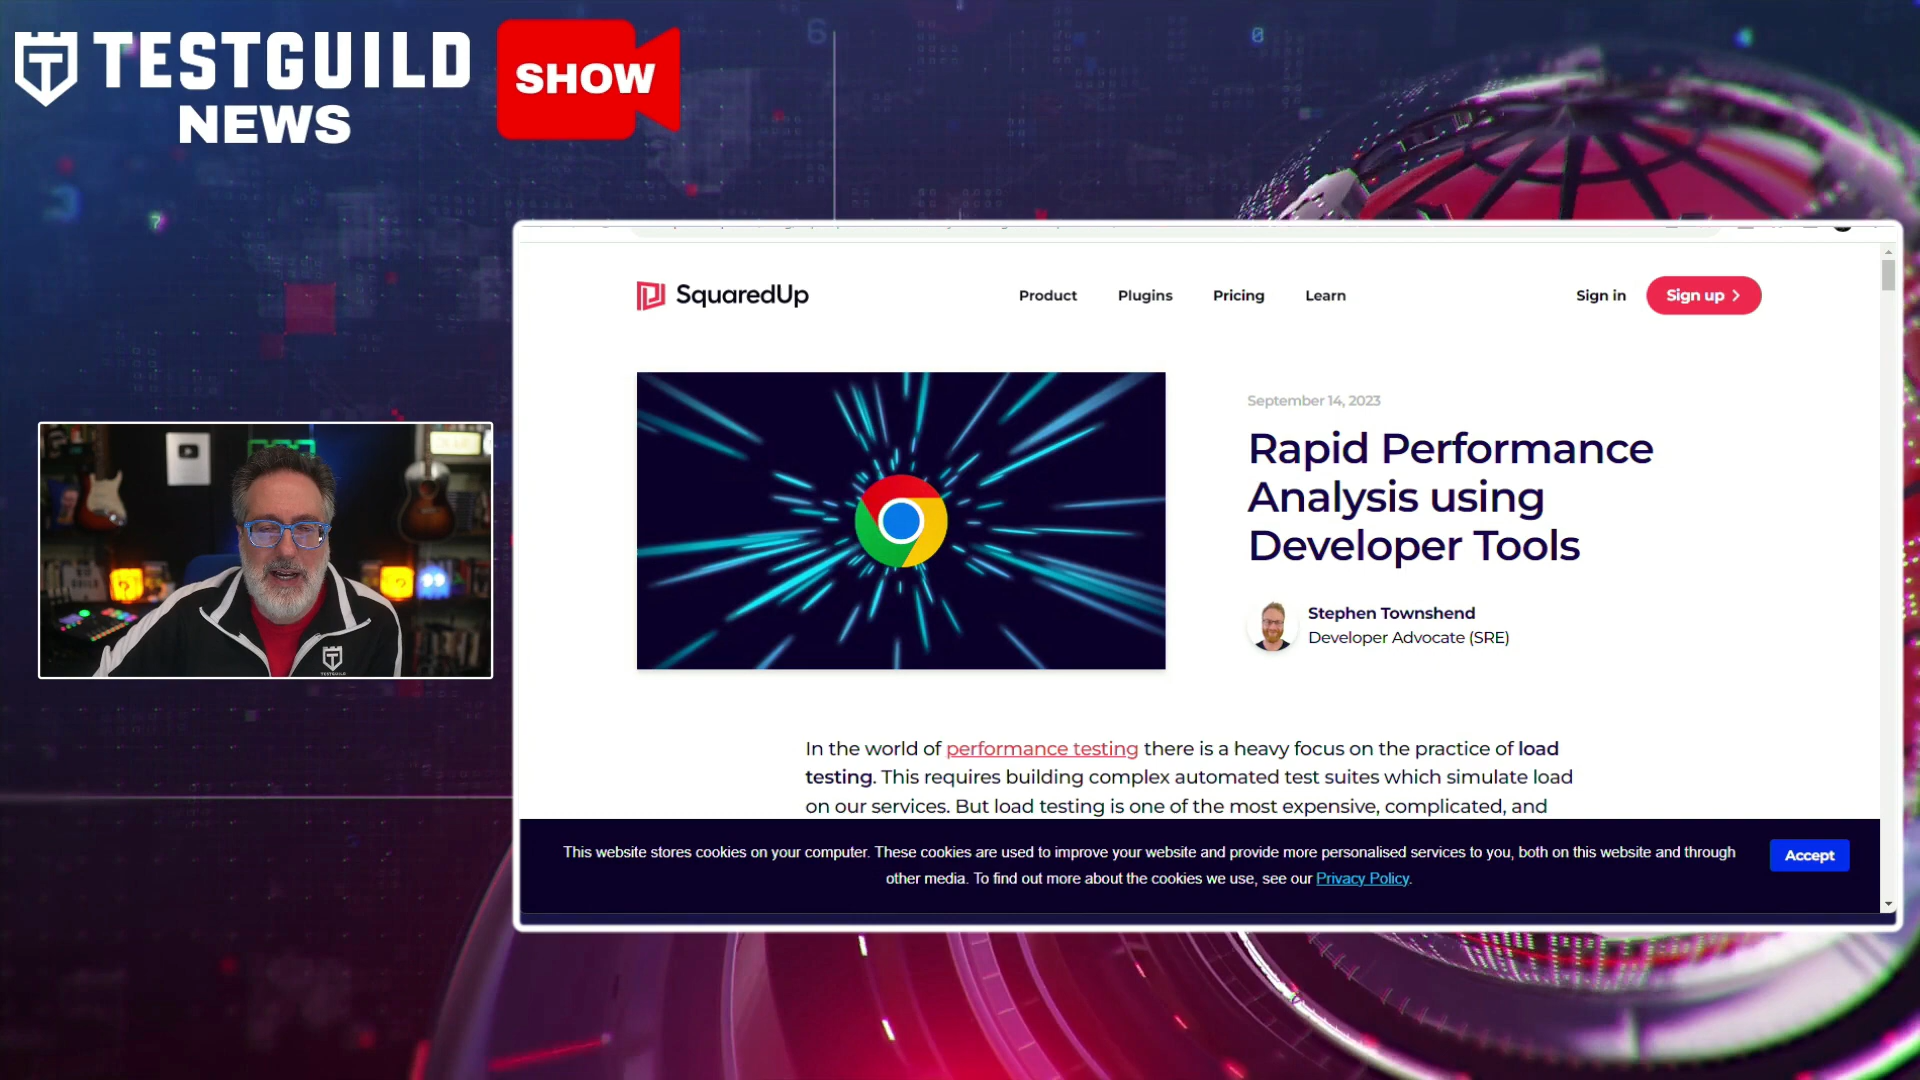 TESTGUILD
NEWS
SHOW
SquaredUp
Product
Plugins
Pricing
Learn
Sign in
Sign up
September 14, 2023
Rapid Performance
Analysis using
Developer Tools
Stephen Townshend
Developer Advocate (SRE)
In the world of performance testing there is a heavy focus on the practice of load
testing. This requires building complex automated test suites which simulate load
on our services. But load testing is one of the most expensive, complicated, and
This website stores cookies on your computer. These cookies are used to improve your website and provide more personalised services to you, both on this website and through
other media. To find out more about the cookies we use, see our Privacy Policy.
Accept